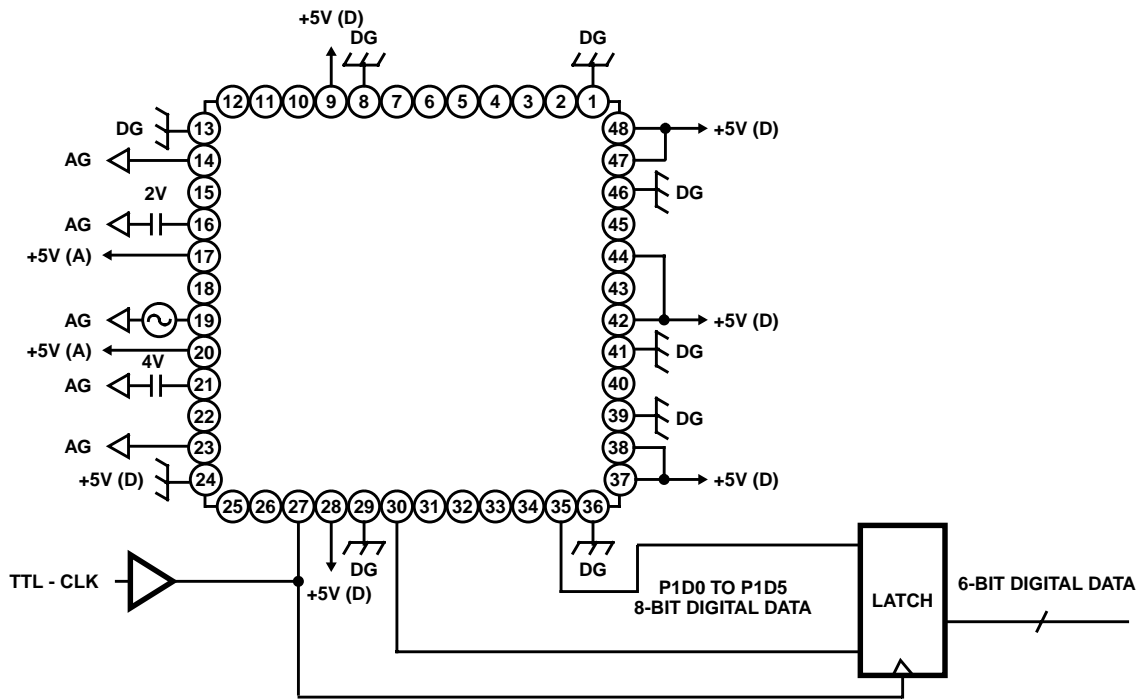 +5V (D)
DG
DG
12 11 10 9 8 7 6 5 4 3 2 1
DG 13
48 +5V (D)
AG 14
47
15
46 DG
2V
AG 16
45
+5V (A) 17
44
18
43
AG 19
42 +5V (D)
+5V (A) 20
41 DG
4V
AG 21
40
22
39 DG
AG 23
38
+5V (D) 24
37 +5V (D)
25 26 27 28 29 30 31 32 33 34 35 36
DG
DG
TTL - CLK
+5V (D)
P1D0 TO P1D5
8-BIT DIGITAL DATA
LATCH
6-BIT DIGITAL DATA